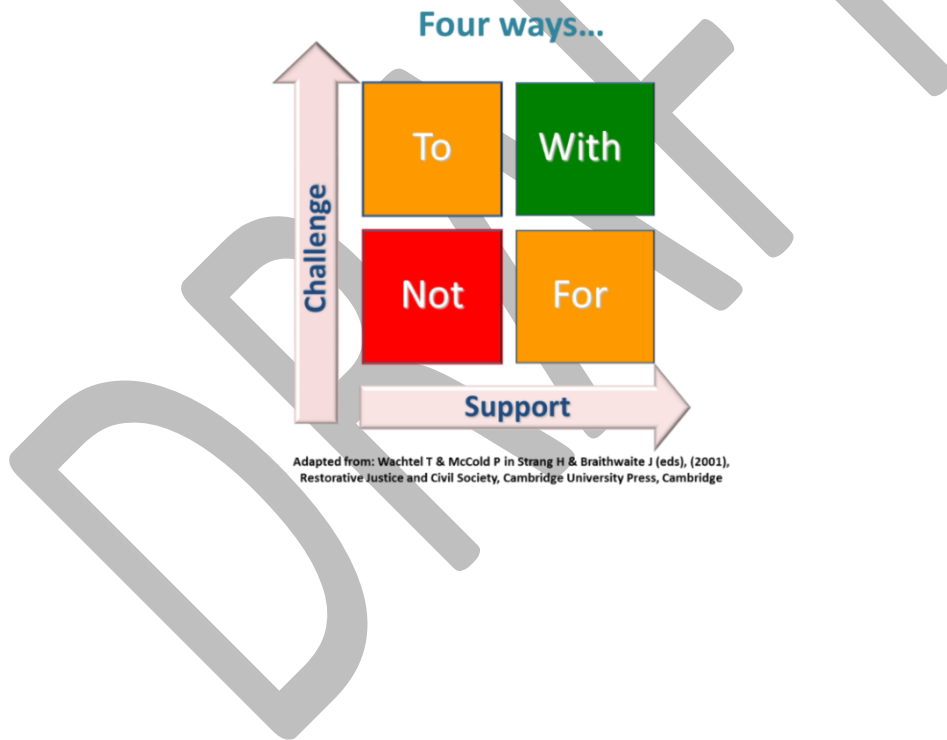 Four ways...
To
With
Challenge
Not
For
Support
Adapted from: Wachtel T & McCold P in Strang H & Braithwaite J (eds), (2001),
Restorative Justice and Civil Society, Cambridge University Press, Cambridge
DRAFT